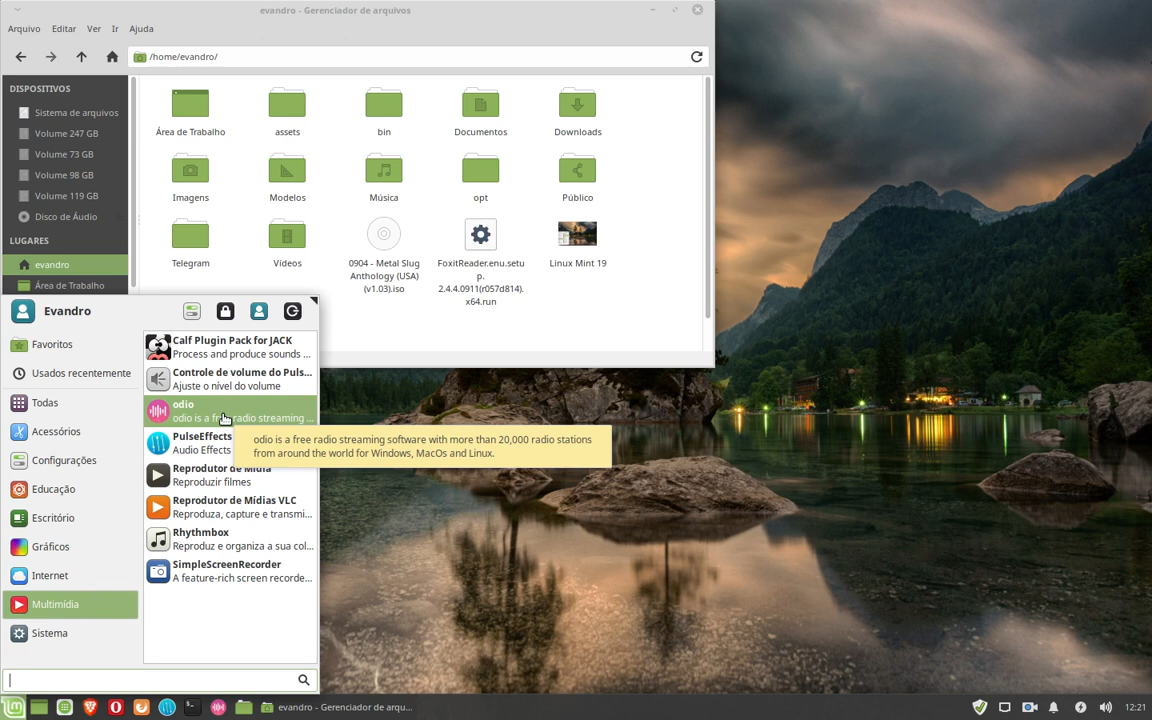 evandro - Gerenciador de arquivos
Arquivo Editar Ver Ir Ajuda
/home/evandro/
DISPOSITIVOS
Sistema de arquivos
Volume 247 GB
Volume 73 GB
Volume 98 GB
Volume 119 GB
Disco de Áudio
LUGARES
evandro
Área de Trabalho
Área de Trabalho
assets
bin
Documentos
Downloads
Imagens
Modelos
Música
opt
Público
Telegram
Vídeos
0904 - Metal Slug
Anthology (USA)
(v1.03).iso
FoxitReader.enu.setu
p.
2.4.4.0911(r057d814).
x64.run
Linux Mint 19
Evandro
Favoritos
Usados recentemente
Todas
Acessórios
Configurações
Educação
Escritório
Gráficos
Internet
Multimídia
Sistema
Calf Plugin Pack for JACK
Process and produce sounds ...
Controle de volume do Puls...
Ajuste o nível do volume
odio
odio is a free radio streaming ...
PulseEffects
Audio Effects
odio is a free radio streaming software with more than 20,000 radio stations
from around the world for Windows, MacOs and Linux.
Reprodutor de Mídia
Reproduzir filmes
Reprodutor de Mídias VLC
Reproduza, capture e transmi...
Rhythmbox
Reproduz e organiza a sua col...
SimpleScreenRecorder
A feature-rich screen recorde...
evandro - Gerenciador de arqu...
12:21